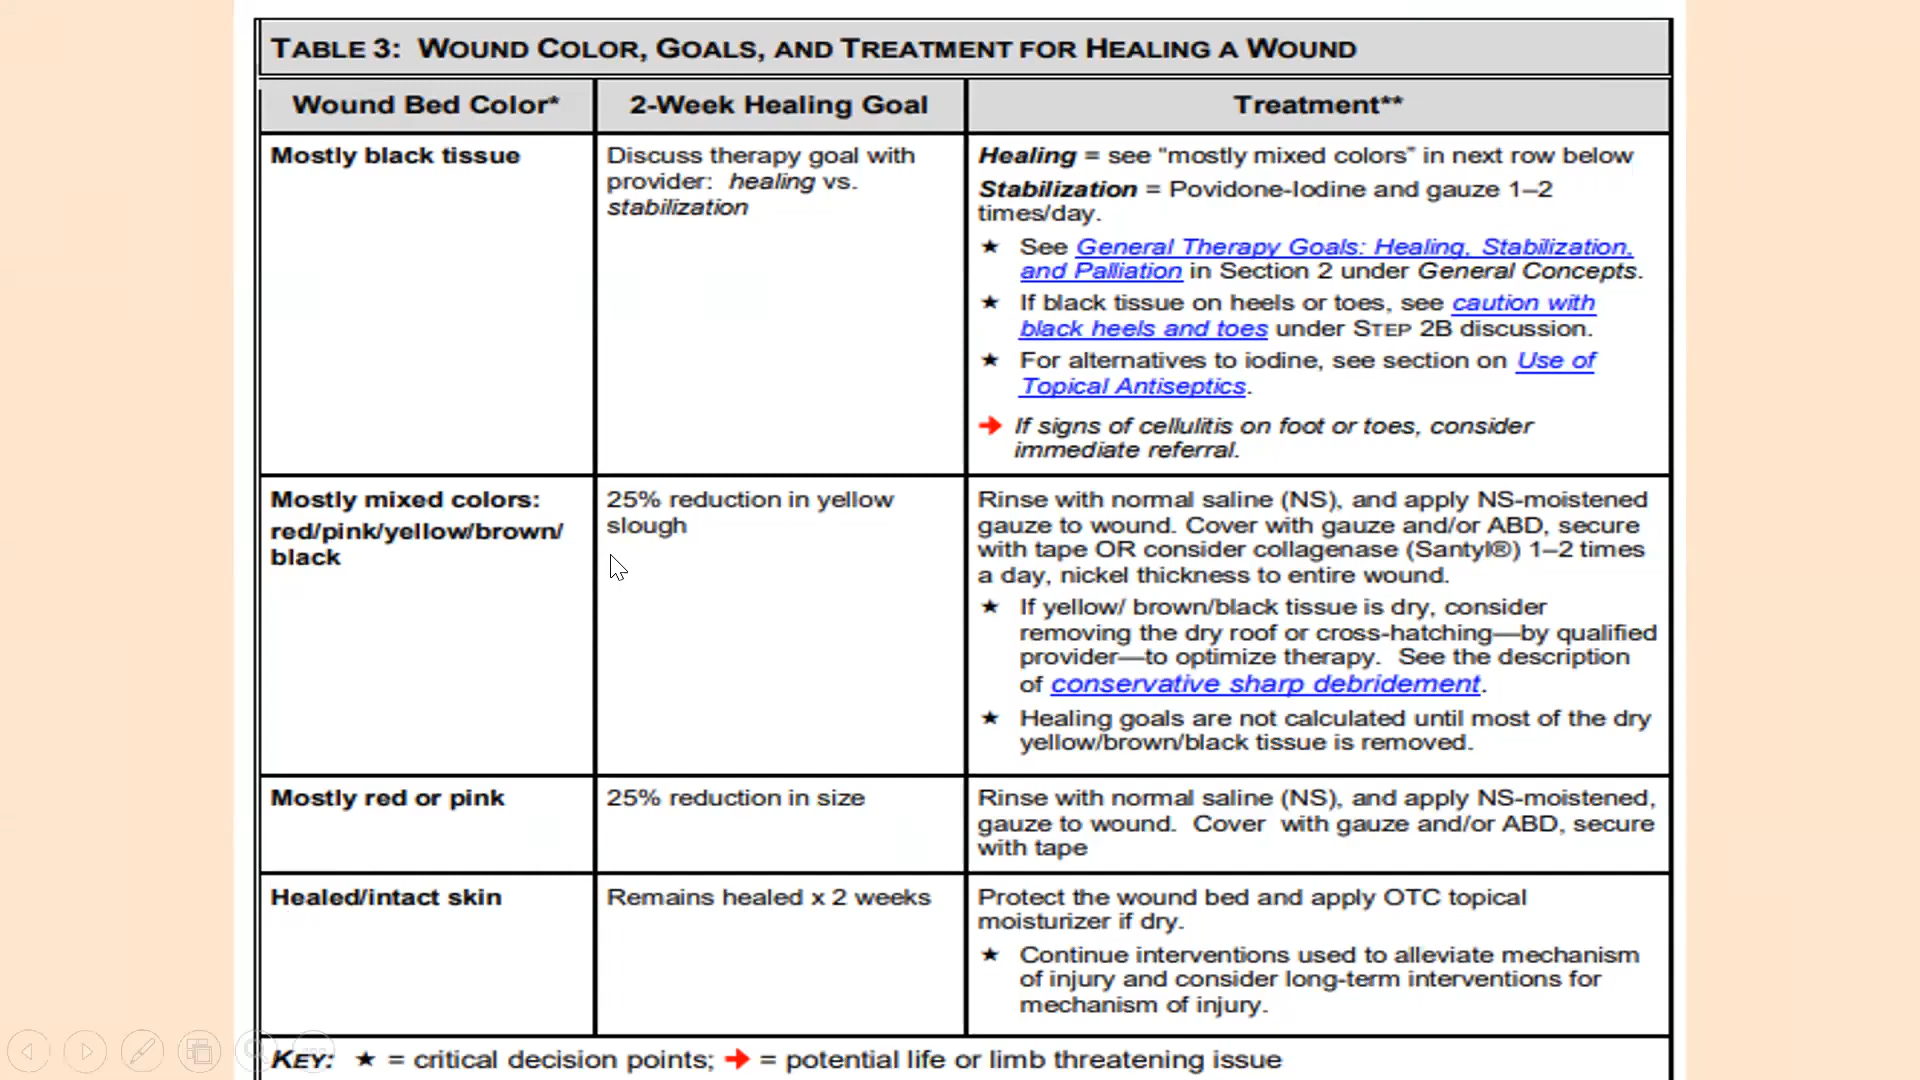 TABLE 3: WOUND COLOR, GOALS, AND TREATMENT FOR HEALING A WOUND
Wound Bed Color*
2-Week Healing Goal
Treatment**
Mostly black tissue
Discuss therapy goal with
provider: healing vs.
stabilization
Healing = see "mostly mixed colors" in next row below
Stabilization = Povidone-Iodine and gauze 1–2
times/day.
★ See General Therapy Goals: Healing, Stabilization,
and Palliation in Section 2 under General Concepts.
★ If black tissue on heels or toes, see caution with
black heels and toes under STEP 2B discussion.
★ For alternatives to iodine, see section on Use of
Topical Antiseptics.
➔ If signs of cellulitis on foot or toes, consider
immediate referral.
Mostly mixed colors:
red/pink/yellow/brown/
black
25% reduction in yellow
slough
Rinse with normal saline (NS), and apply NS-moistened
gauze to wound. Cover with gauze and/or ABD, secure
with tape OR consider collagenase (Santyl®) 1–2 times
a day, nickel thickness to entire wound.
★ If yellow/ brown/black tissue is dry, consider
removing the dry roof or cross-hatching—by qualified
provider—to optimize therapy. See the description
of conservative sharp debridement.
★ Healing goals are not calculated until most of the dry
yellow/brown/black tissue is removed.
Mostly red or pink
25% reduction in size
Rinse with normal saline (NS), and apply NS-moistened,
gauze to wound. Cover with gauze and/or ABD, secure
with tape
Healed/intact skin
Remains healed x 2 weeks
Protect the wound bed and apply OTC topical
moisturizer if dry.
★ Continue interventions used to alleviate mechanism
of injury and consider long-term interventions for
mechanism of injury.
KEY: ★ = critical decision points; ➔ = potential life or limb threatening issue